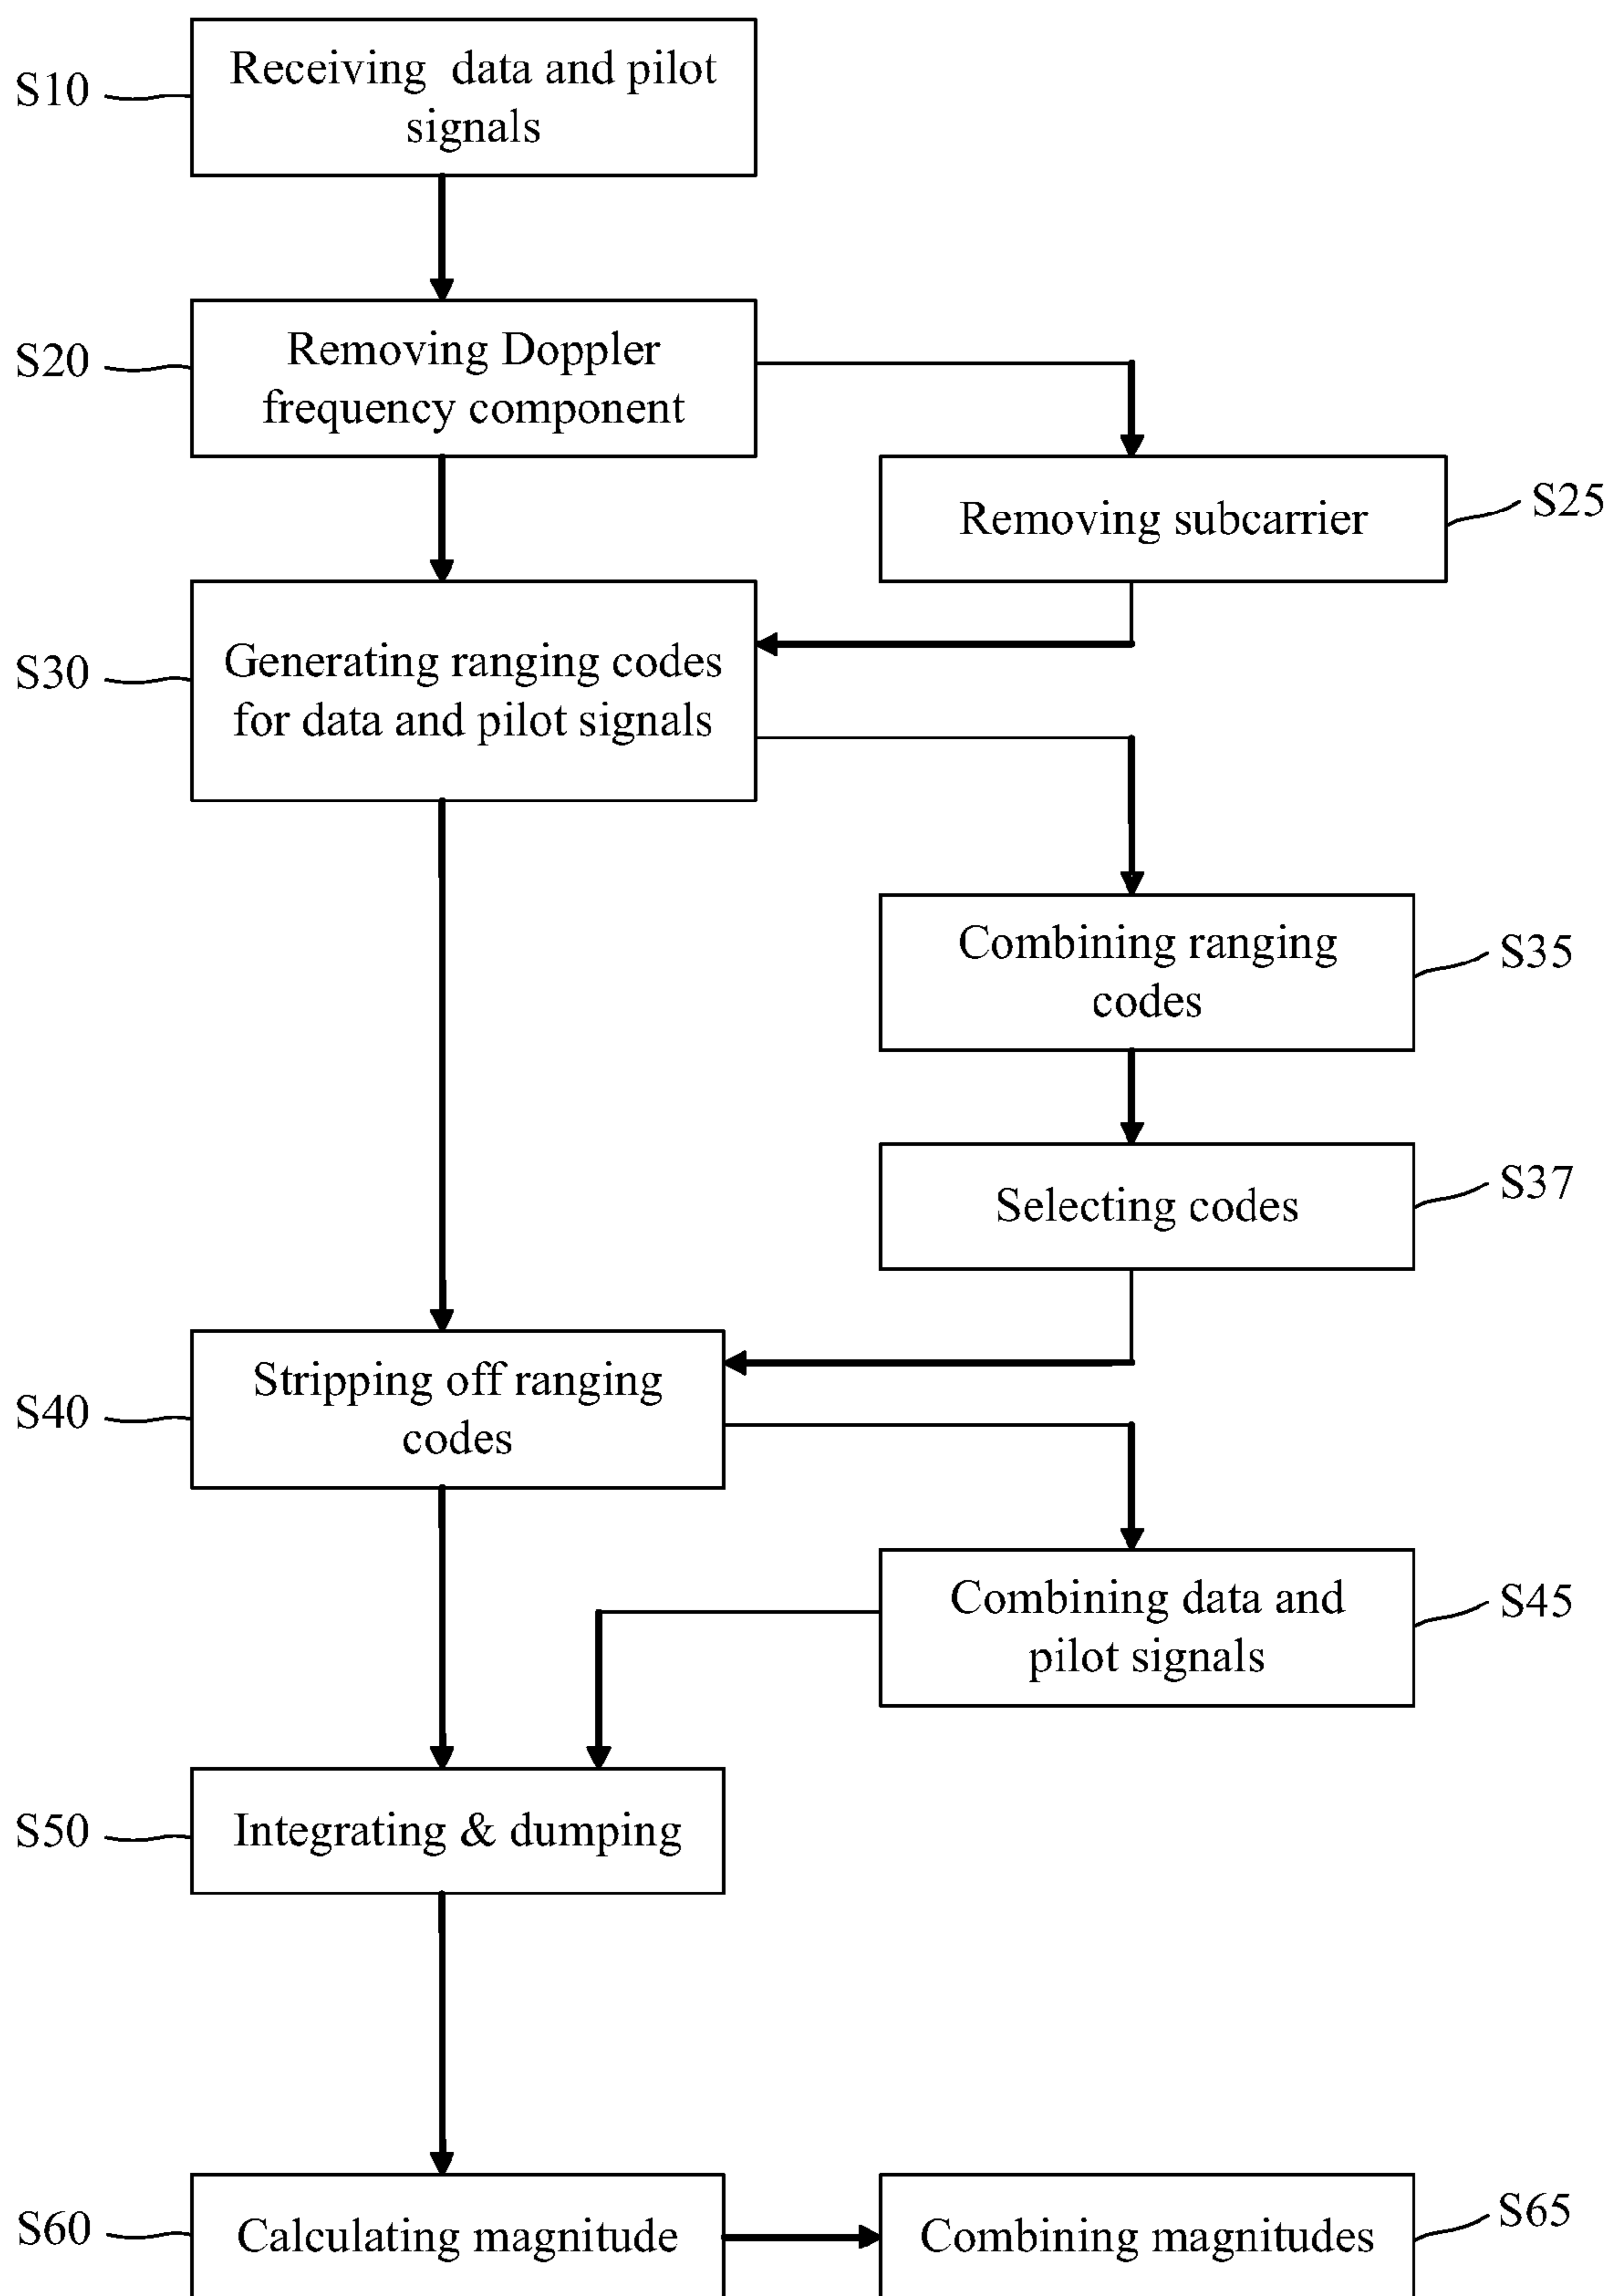 S10
Receiving data and pilot
signals
S20
Removing Doppler
frequency component
Removing subcarrier
S25
S30
Generating ranging codes
for data and pilot signals
Combining ranging
codes
S35
Selecting codes
S37
S40
Stripping off ranging
codes
Combining data and
pilot signals
S45
S50
Integrating & dumping
S60
Calculating magnitude
Combining magnitudes
S65